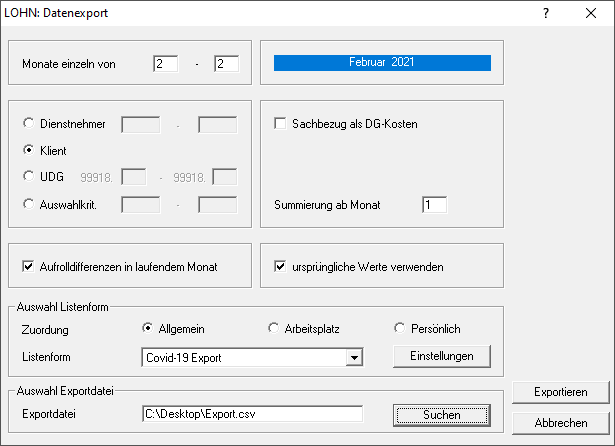 LOHN: Datenexport
Monate einzeln von 2 - 2
Februar 2021
Dienstnehmer -
Klient
UDG 99918. - 99918.
Auswahlkrit. -
Sachbezug als DG-Kosten
Summierung ab Monat 1
Aufrolldifferenzen in laufendem Monat
ursprüngliche Werte verwenden
Auswahl Listenform
Zuordung Allgemein Arbeitsplatz Persönlich
Listenform Covid-19 Export Einstellungen
Auswahl Exportdatei
Exportdatei C:\Desktop\Export.csv Suchen
Exportieren
Abbrechen